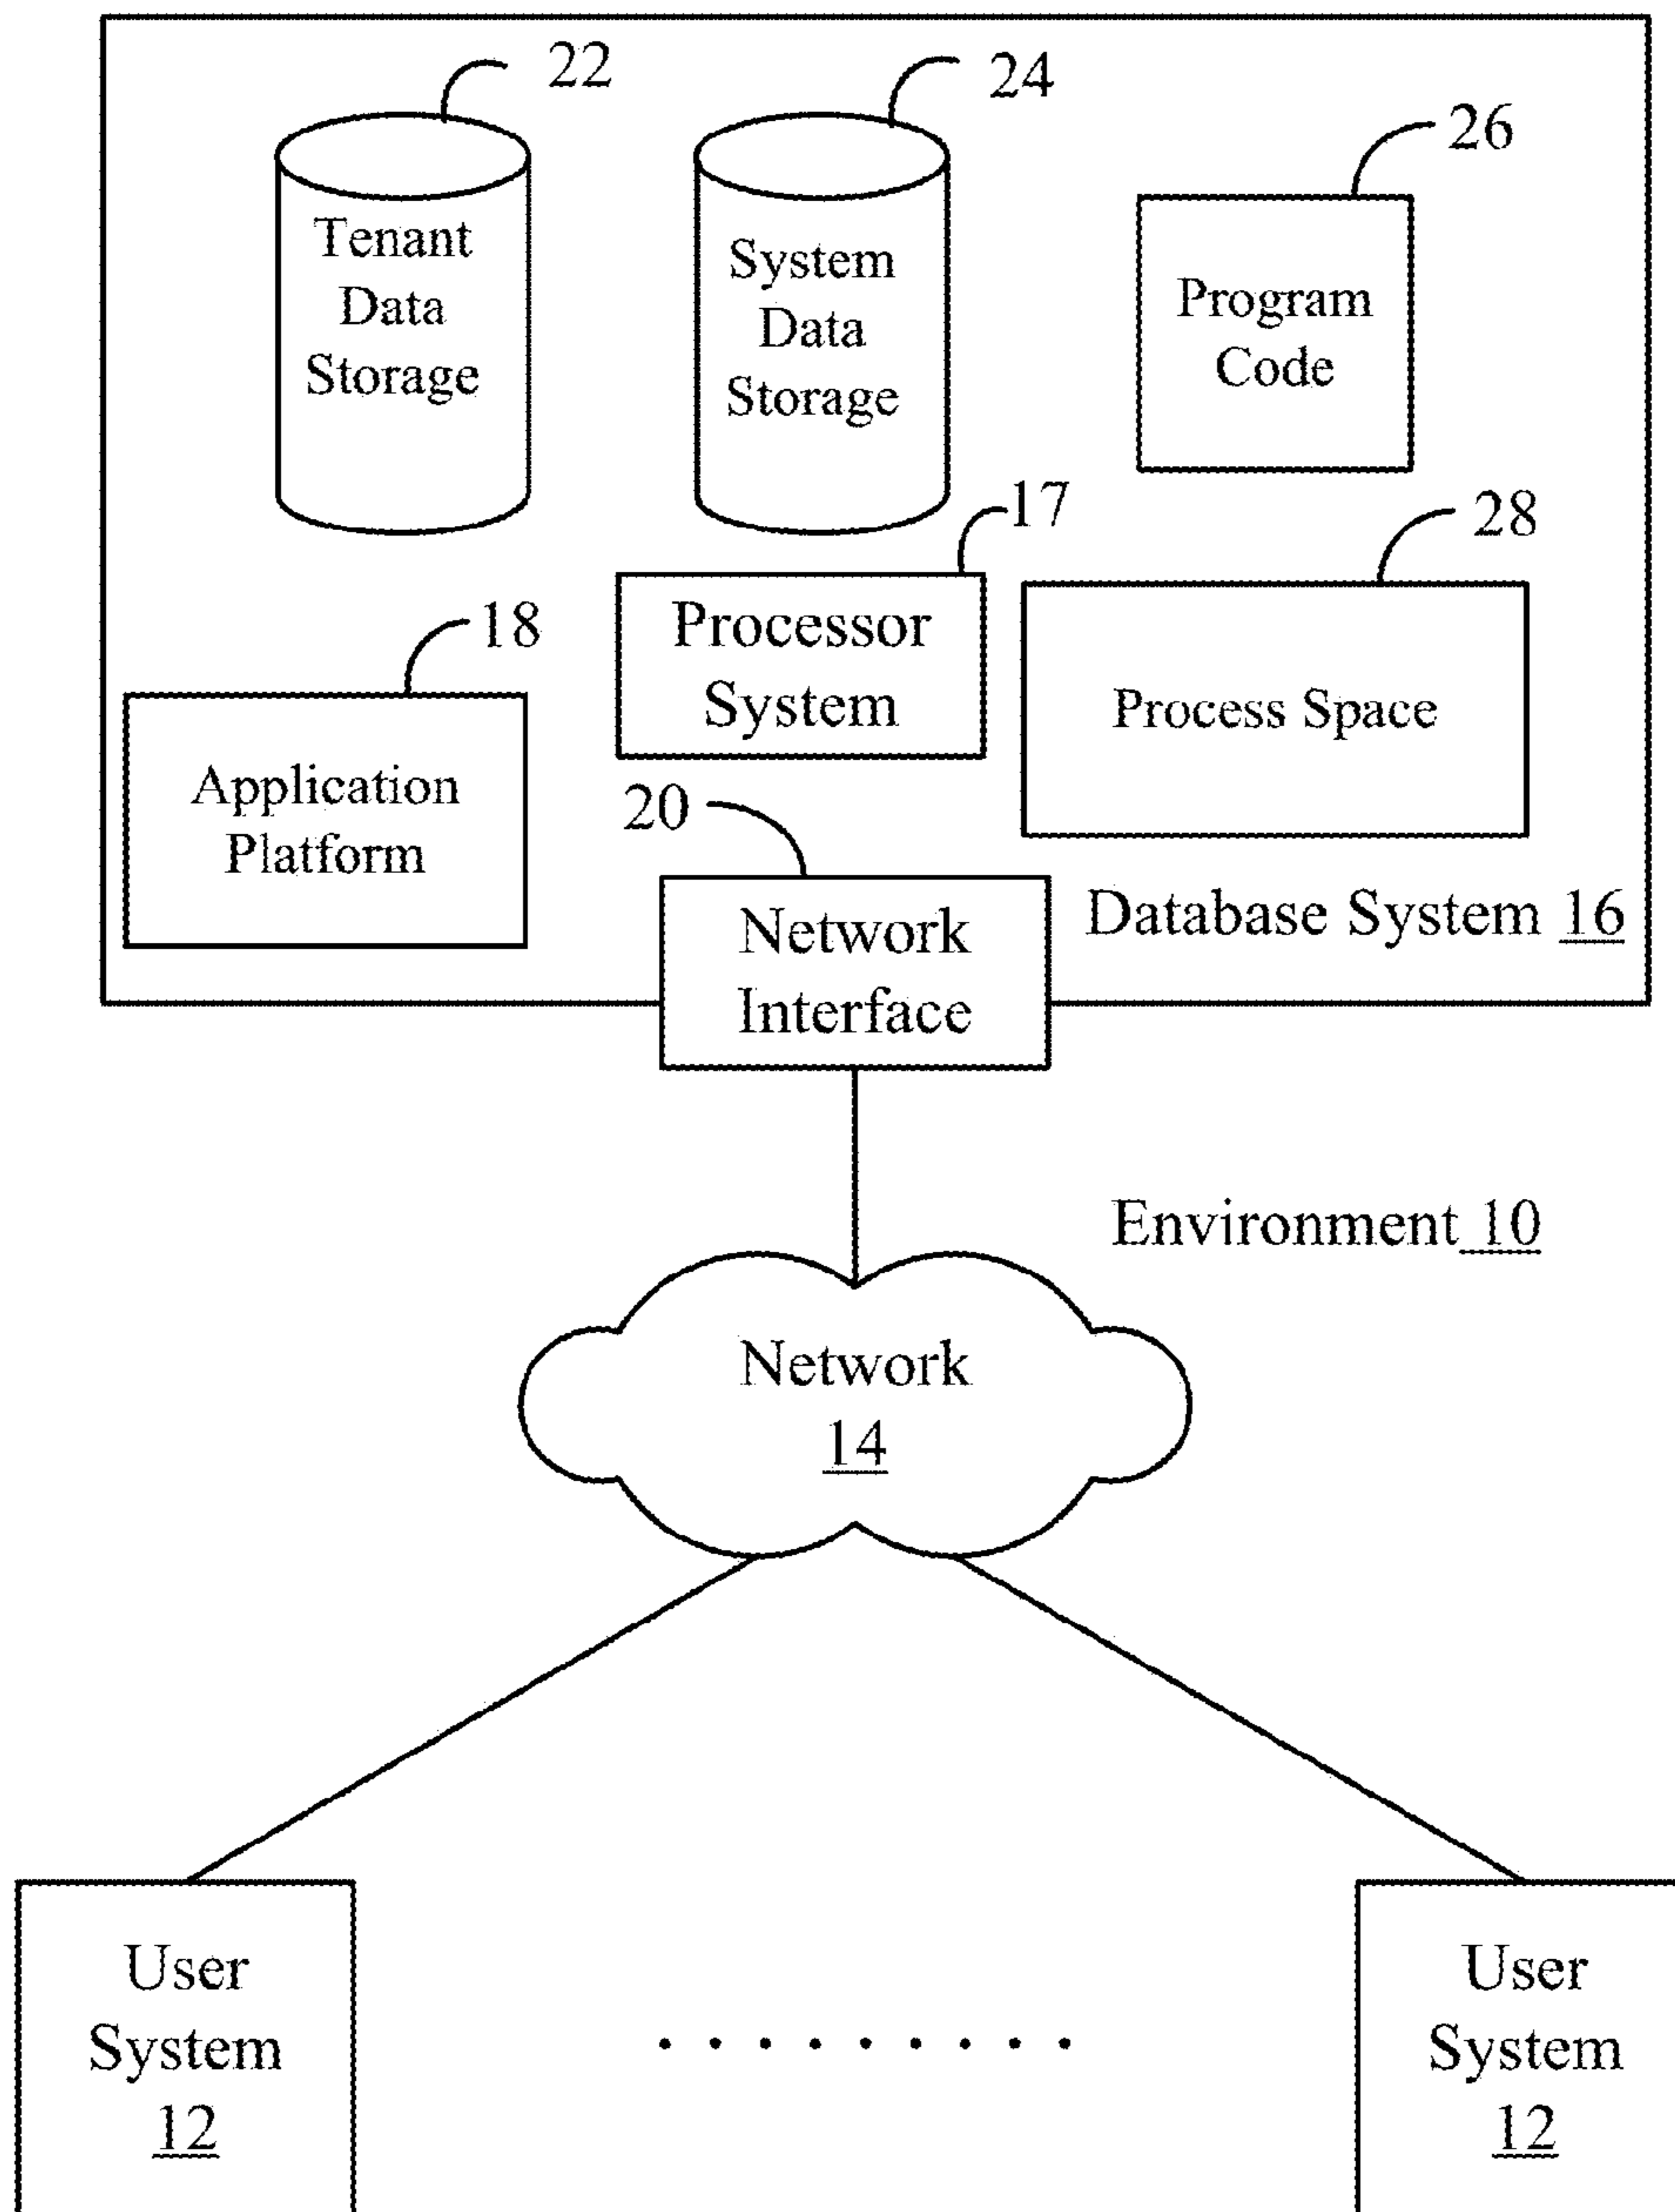 22
24
26
Tenant
Data
Storage
System
Data
Storage
Program
Code
17
28
18
Processor
System
Process Space
Application
Platform
20
Network
Interface
Database System 16
Environment 10
Network
14
User
System
12
. . . . . . . . .
User
System
12